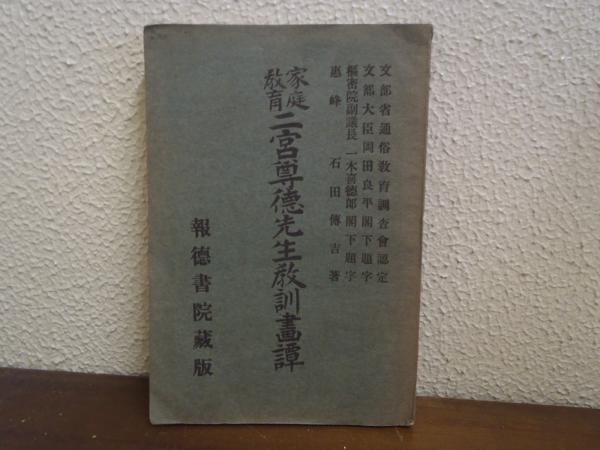 文部省通俗教育調査會認定
文部大臣岡田良平閣下題字
樞密院副議長一木喜德郎閣下題字
惠峰 石田傳吉著
家庭教育
二宮尊德先生教訓畫譚
報德書院藏版